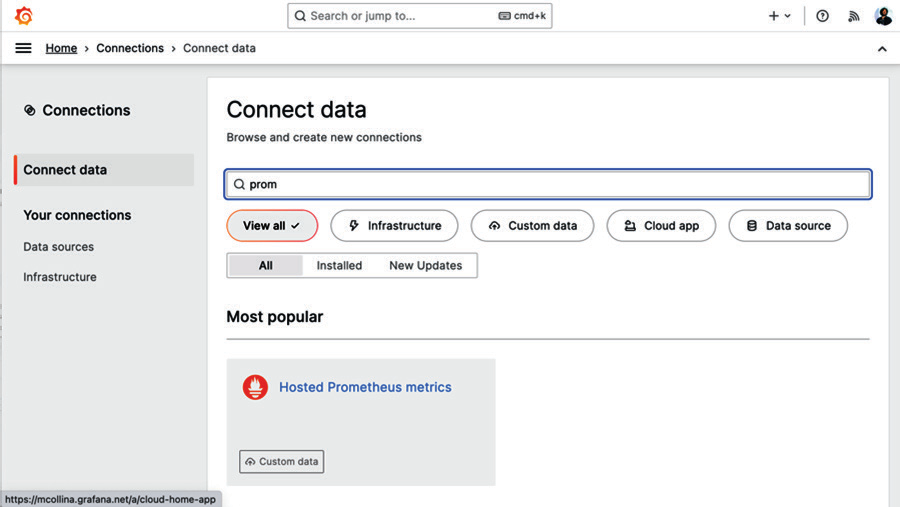 Search or jump to... cmd+k
Home › Connections › Connect data
Connections
Connect data
Your connections
Data sources
Infrastructure
Connect data
Browse and create new connections
prom
View all Infrastructure Custom data Cloud app Data source
All Installed New Updates
Most popular
Hosted Prometheus metrics
Custom data
https://mcollina.grafana.net/a/cloud-home-app